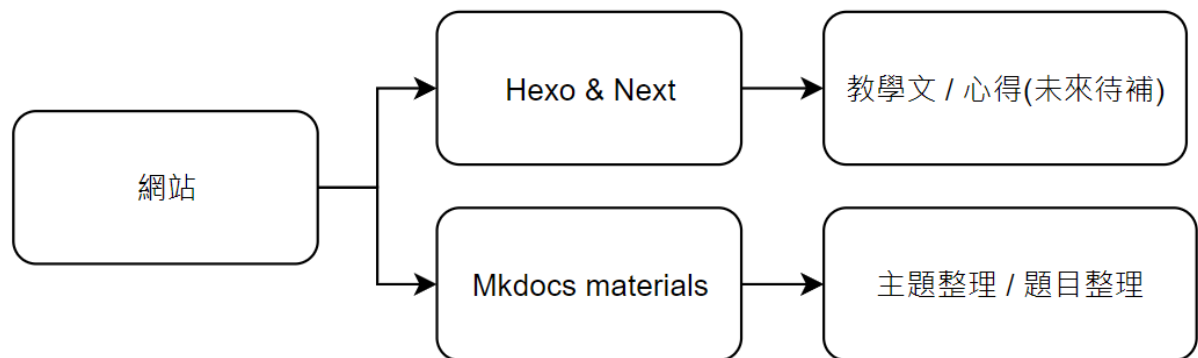 網站
Hexo & Next
教學文 / 心得(未來待補)
Mkdocs materials
主題整理 / 題目整理